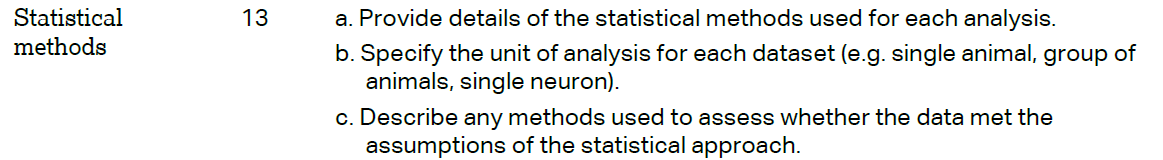 Statistical methods 13 a. Provide details of the statistical methods used for each analysis.
b. Specify the unit of analysis for each dataset (e.g. single animal, group of
animals, single neuron).
c. Describe any methods used to assess whether the data met the
assumptions of the statistical approach.